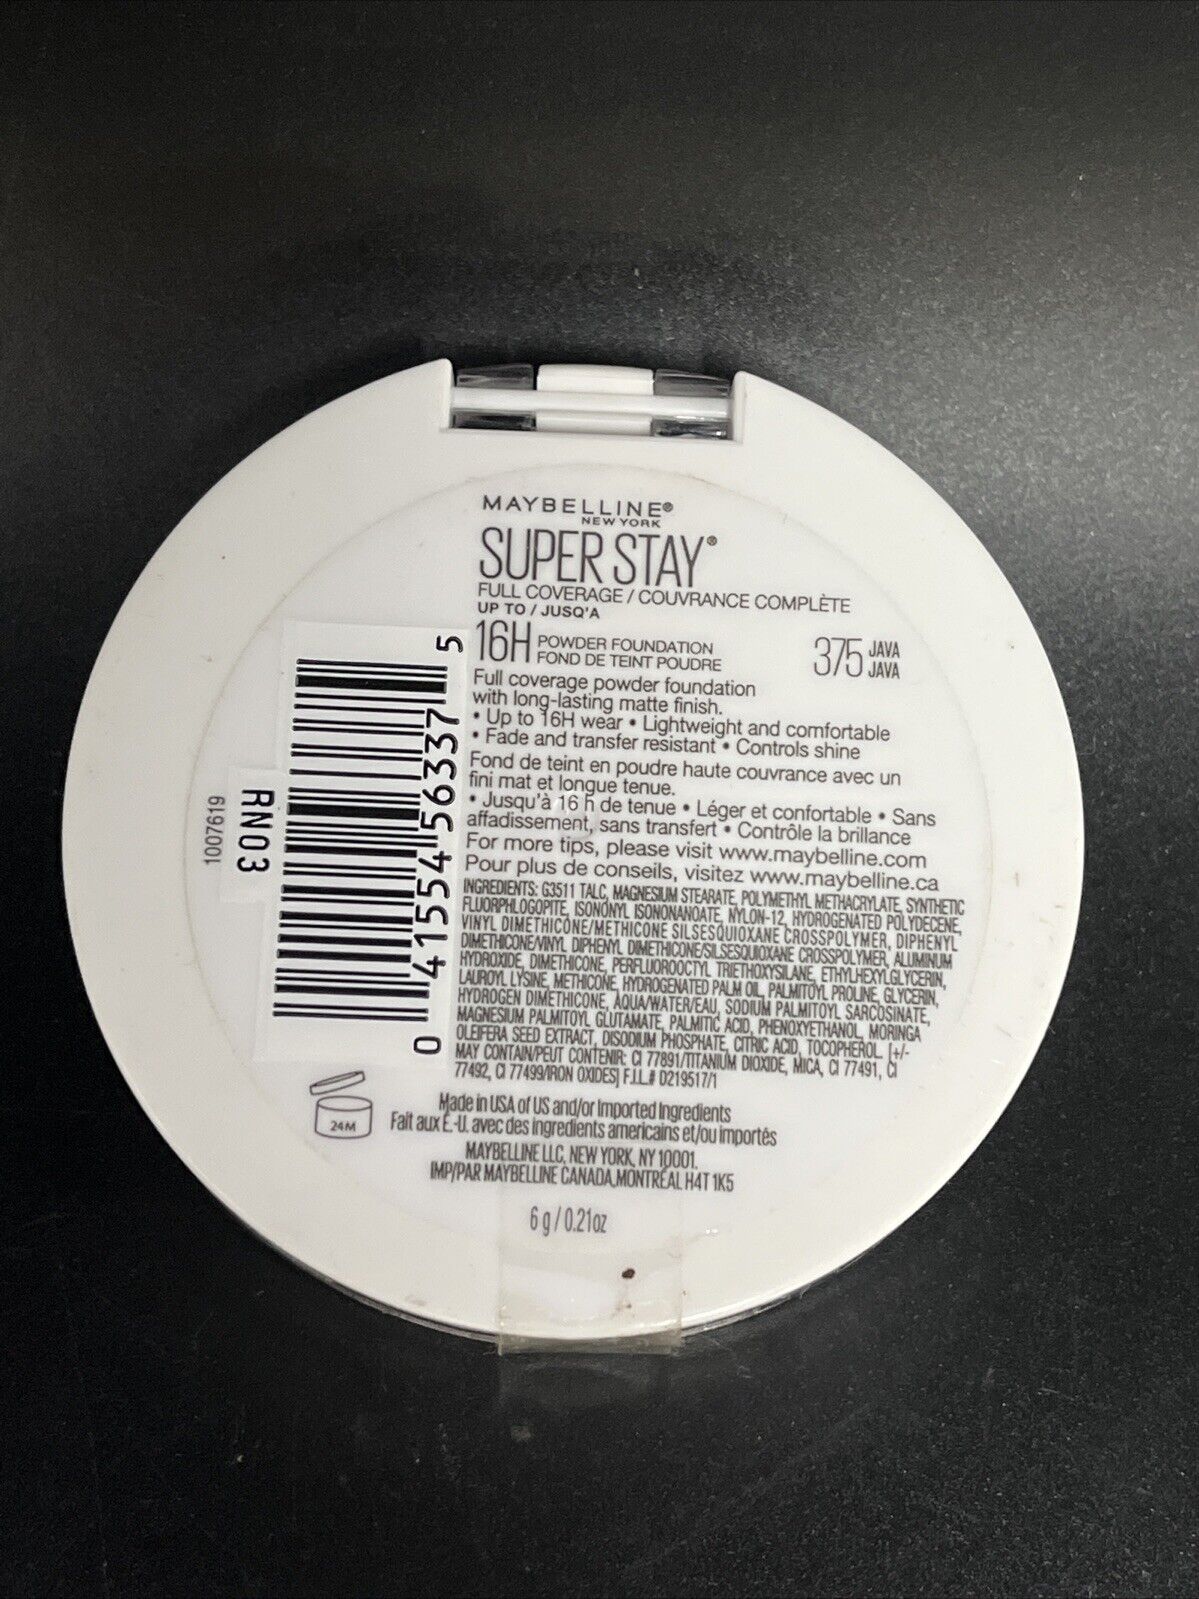 MAYBELLINE®
NEW YORK
SUPER STAY®
FULL COVERAGE / COUVRANCE COMPLÈTE
UP TO / JUSQ'A
16H POWDER FOUNDATION
FOND DE TEINT POUDRE
375 JAVA
JAVA
Full coverage powder foundation
with long-lasting matte finish.
• Up to 16H wear • Lightweight and comfortable
• Fade and transfer resistant • Controls shine
Fond de teint en poudre haute couvrance avec un
fini mat et longue tenue.
• Jusqu'à 16 h de tenue • Léger et confortable • Sans
affadissement, sans transfert • Contrôle la brillance
For more tips, please visit www.maybelline.com
Pour plus de conseils, visitez www.maybelline.ca
INGREDIENTS: G3511 TALC, MAGNESIUM STEARATE, POLYMETHYL METHACRYLATE, SYNTHETIC
FLUORPHLOGOPITE, ISONONYL ISONONANOATE, NYLON-12, HYDROGENATED POLYDECENE,
VINYL DIMETHICONE/METHICONE SILSESQUIOXANE CROSSPOLYMER, DIPHENYL
DIMETHICONE/VINYL DIPHENYL DIMETHICONE/SILSESQUIOXANE CROSSPOLYMER, ALUMINUM
HYDROXIDE, DIMETHICONE, PERFLUOROOCTYL TRIETHOXYSILANE, ETHYLHEXYLGLYCERIN,
LAUROYL LYSINE, METHICONE, HYDROGENATED PALM OIL, PALMITOYL PROLINE, GLYCERIN,
HYDROGEN DIMETHICONE, AQUA/WATER/EAU, SODIUM PALMITOYL SARCOSINATE,
MAGNESIUM PALMITOYL GLUTAMATE, PALMITIC ACID, PHENOXYETHANOL, MORINGA
OLEIFERA SEED EXTRACT, DISODIUM PHOSPHATE, CITRIC ACID, TOCOPHEROL. [+/-
MAY CONTAIN/PEUT CONTENIR: CI 77891/TITANIUM DIOXIDE, MICA, CI 77491, CI
77492, CI 77499/IRON OXIDES] F.I.L.# D219517/1
Made in USA of US and/or Imported Ingredients
Fait aux É.-U. avec des ingredients americains et/ou importés
MAYBELLINE LLC, NEW YORK, NY 10001.
IMP/PAR MAYBELLINE CANADA, MONTRÉAL H4T 1K5
6 g / 0.21 oz
24M
0 41554 56337 5
RN03
1007619